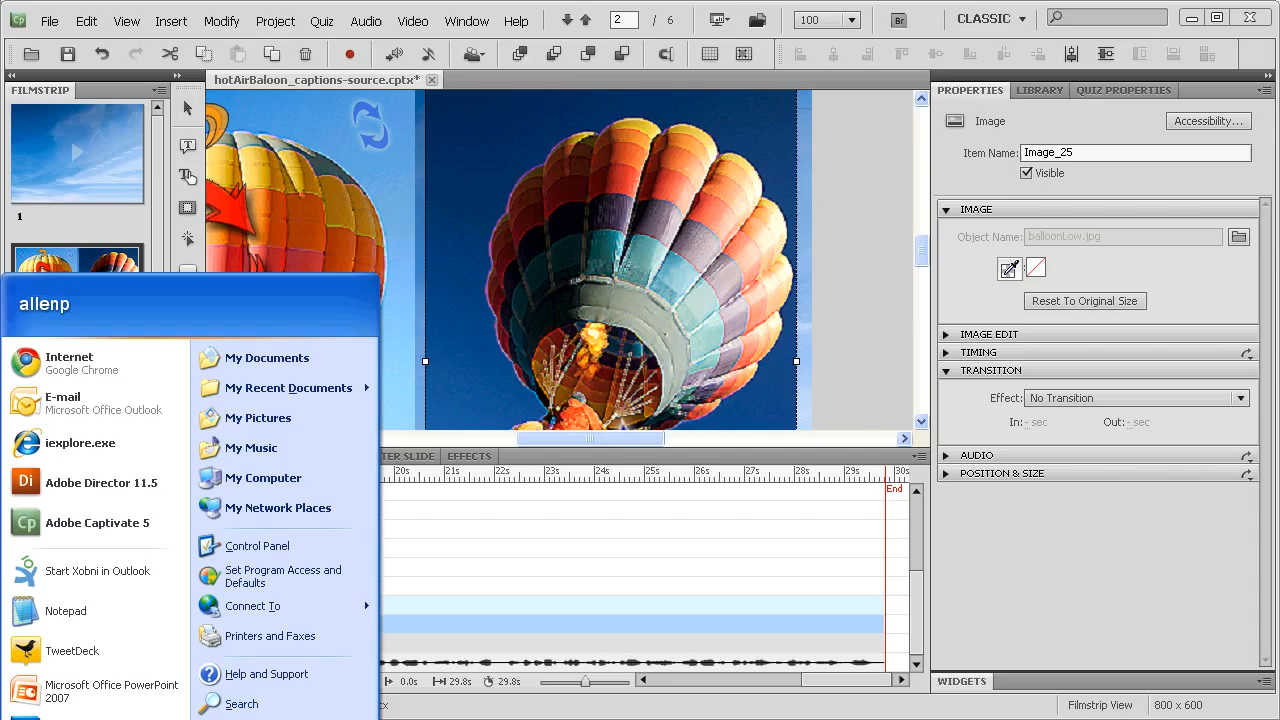 Cp File Edit View Insert Modify Project Quiz Audio Video Window Help 2 / 6 100 Br CLASSIC
FILMSTRIP
hotAirBaloon_captions-source.cptx*
PROPERTIES LIBRARY QUIZ PROPERTIES
Image Accessibility...
Item Name: Image_25
Visible
1
IMAGE
Object Name: balloonLow.jpg
Reset To Original Size
IMAGE EDIT
TIMING
TRANSITION
Effect: No Transition
In: - sec Out: - sec
AUDIO
POSITION & SIZE
TER SLIDE EFFECTS
20s 21s 22s 23s 24s 25s 26s 27s 28s 29s 30s
End
allenp
Internet
Google Chrome
E-mail
Microsoft Office Outlook
iexplore.exe
Di Adobe Director 11.5
Cp Adobe Captivate 5
Start Xobni in Outlook
Notepad
TweetDeck
Microsoft Office PowerPoint
2007
My Documents
My Recent Documents
My Pictures
My Music
My Computer
My Network Places
Control Panel
Set Program Access and
Defaults
Connect To
Printers and Faxes
Help and Support
Search
0.0s 29.8s 29.8s
WIDGETS
Filmstrip View 800 x 600